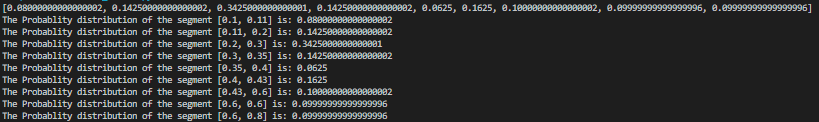 [0.08000000000000002, 0.14250000000000002, 0.3425000000000001, 0.14250000000000002, 0.0625, 0.1625, 0.10000000000000002, 0.09999999999999996, 0.09999999999999996]
The Probablity distribution of the segment [0.1, 0.11] is: 0.08000000000000002
The Probablity distribution of the segment [0.11, 0.2] is: 0.14250000000000002
The Probablity distribution of the segment [0.2, 0.3] is: 0.3425000000000001
The Probablity distribution of the segment [0.3, 0.35] is: 0.14250000000000002
The Probablity distribution of the segment [0.35, 0.4] is: 0.0625
The Probablity distribution of the segment [0.4, 0.43] is: 0.1625
The Probablity distribution of the segment [0.43, 0.6] is: 0.10000000000000002
The Probablity distribution of the segment [0.6, 0.6] is: 0.09999999999999996
The Probablity distribution of the segment [0.6, 0.8] is: 0.09999999999999996